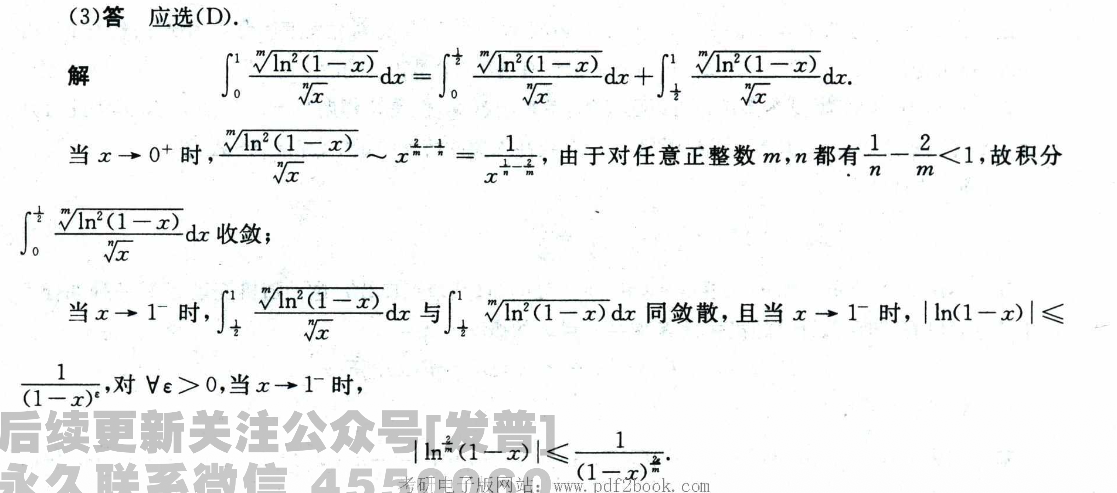 (3)答 应选(D).
解 $\int_0^1 \frac{\sqrt[m]{\ln^2(1-x)}}{\sqrt[n]{x}}dx = \int_0^{\frac{1}{2}} \frac{\sqrt[m]{\ln^2(1-x)}}{\sqrt[n]{x}}dx + \int_{\frac{1}{2}}^1 \frac{\sqrt[m]{\ln^2(1-x)}}{\sqrt[n]{x}}dx.$
当 $x \to 0^+$ 时, $\frac{\sqrt[m]{\ln^2(1-x)}}{\sqrt[n]{x}} \sim x^{\frac{2}{m}-\frac{1}{n}} = \frac{1}{x^{\frac{1}{n}-\frac{2}{m}}}$, 由于对任意正整数 $m,n$ 都有 $\frac{1}{n}-\frac{2}{m}<1$, 故积分
$\int_0^{\frac{1}{2}} \frac{\sqrt[m]{\ln^2(1-x)}}{\sqrt[n]{x}}dx$ 收敛;
当 $x \to 1^-$ 时, $\int_{\frac{1}{2}}^1 \frac{\sqrt[m]{\ln^2(1-x)}}{\sqrt[n]{x}}dx$ 与 $\int_{\frac{1}{2}}^1 \sqrt[m]{\ln^2(1-x)}dx$ 同敛散, 且当 $x \to 1^-$ 时, $|\ln(1-x)| \leqslant$
$\frac{1}{(1-x)^{\varepsilon}}$, 对 $\forall \varepsilon > 0$, 当 $x \to 1^-$ 时,
后续更新关注公众号[发普]
$|\ln^{\frac{2}{m}}(1-x)| \leqslant \frac{1}{(1-x)^{\frac{2\varepsilon}{m}}}.$
永久联系微信
考研电子版网站: www.pdf2book.com